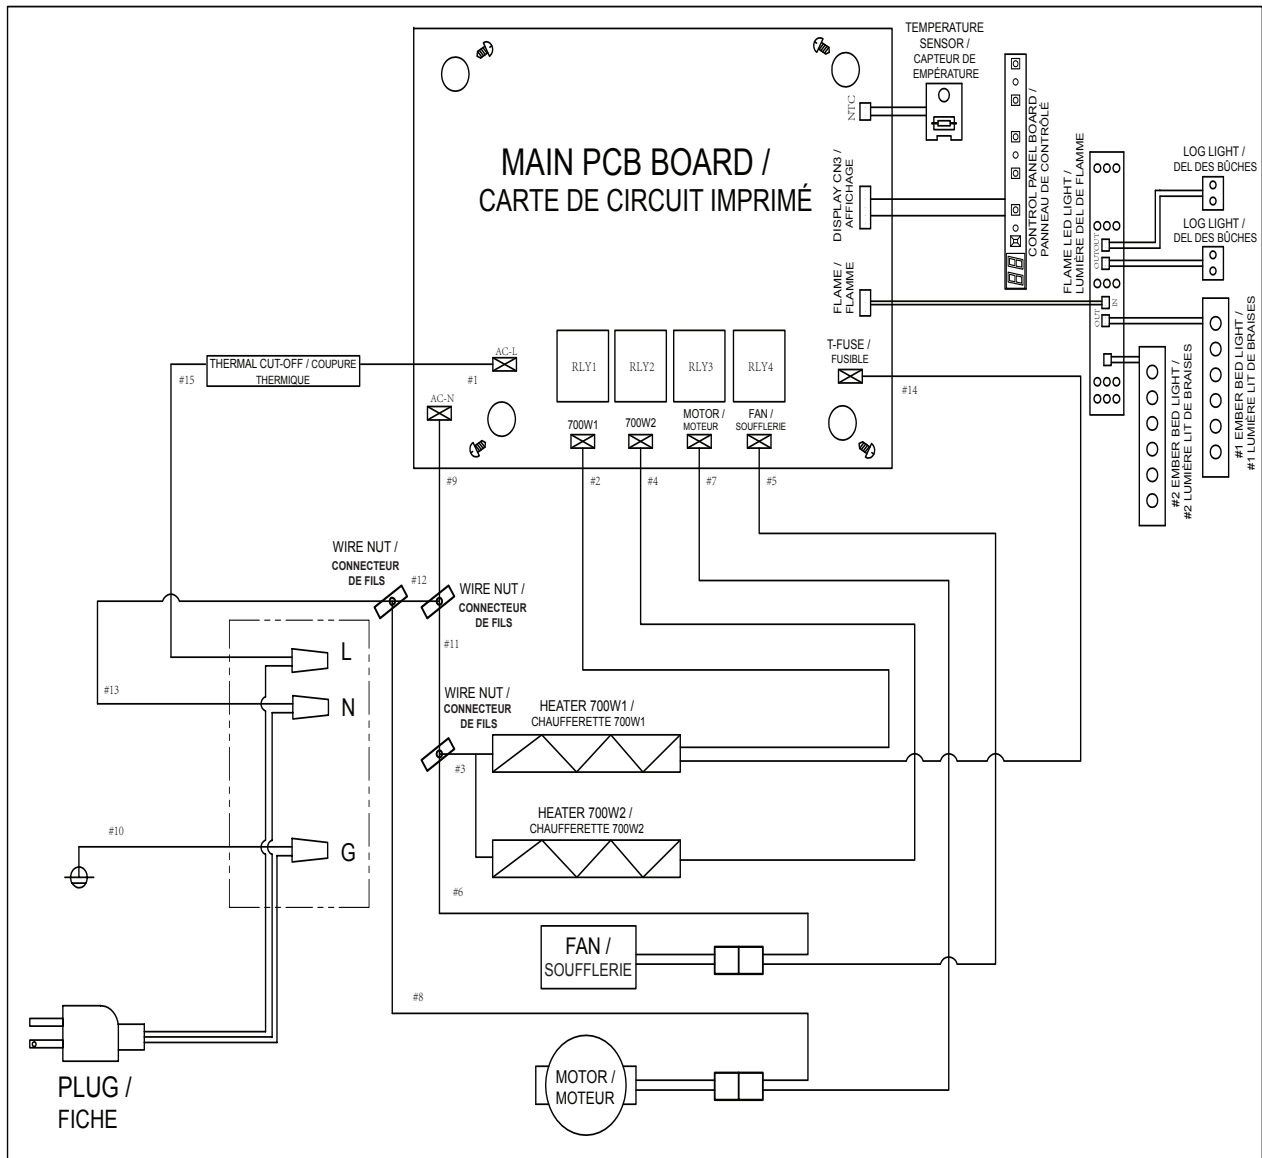 TEMPERATURE
SENSOR /
CAPTEUR DE
EMPÉRATURE
NTC
CONTROL PANEL BOARD /
PANNEAU DE CONTRÔLÉ
MAIN PCB BOARD /
CARTE DE CIRCUIT IMPRIMÉ
DISPLAY CN3 /
AFFICHAGE
FLAME /
FLAMME
FLAME LED LIGHT /
LUMIÈRE DEL DE FLAMME
LOG LIGHT /
DEL DES BÛCHES
LOG LIGHT /
DEL DES BÛCHES
OUT
OUT
IN
OUT
#1 EMBER BED LIGHT /
#1 LUMIÈRE LIT DE BRAISES
#2 EMBER BED LIGHT /
#2 LUMIÈRE LIT DE BRAISES
THERMAL CUT-OFF / COUPURE
THERMIQUE
#15
#1
AC-L
AC-N
RLY1
RLY2
RLY3
RLY4
T-FUSE /
FUSIBLE
#14
700W1
700W2
MOTOR /
MOTEUR
FAN /
SOUFFLERIE
#9
#2
#4
#7
#5
WIRE NUT /
CONNECTEUR
DE FILS
#12
WIRE NUT /
CONNECTEUR
DE FILS
#11
L
#13
N
WIRE NUT /
CONNECTEUR
DE FILS
#3
HEATER 700W1 /
CHAUFFERETTE 700W1
HEATER 700W2 /
CHAUFFERETTE 700W2
#10
G
#6
FAN /
SOUFFLERIE
#8
MOTOR /
MOTEUR
PLUG /
FICHE